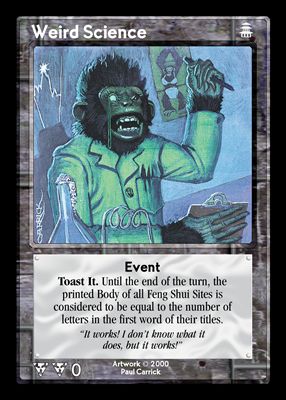 Weird Science
CARRICK
Event
Toast It. Until the end of the turn, the
printed Body of all Feng Shui Sites is
considered to be equal to the number of
letters in the first word of their titles.
"It works! I don't know what it
does, but it works!"
0
Artwork © 2000
Paul Carrick